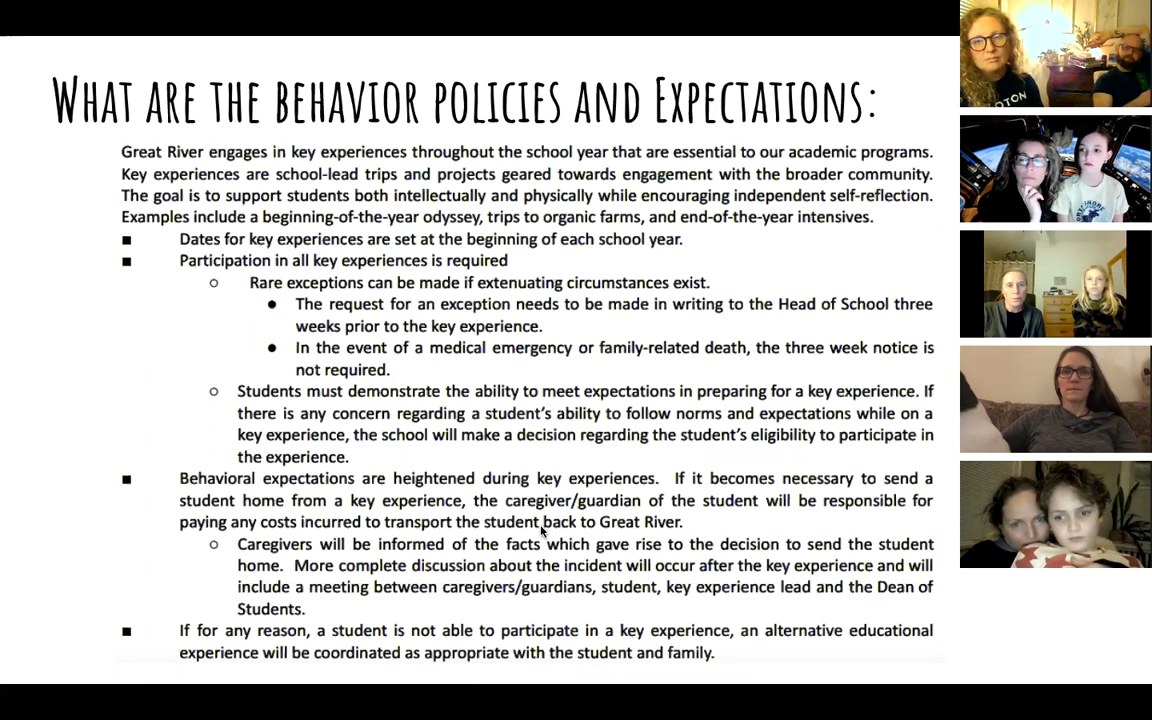 What are the behavior policies and Expectations:
Great River engages in key experiences throughout the school year that are essential to our academic programs.
Key experiences are school-lead trips and projects geared towards engagement with the broader community.
The goal is to support students both intellectually and physically while encouraging independent self-reflection.
Examples include a beginning-of-the-year odyssey, trips to organic farms, and end-of-the-year intensives.
■ Dates for key experiences are set at the beginning of each school year.
■ Participation in all key experiences is required
○ Rare exceptions can be made if extenuating circumstances exist.
● The request for an exception needs to be made in writing to the Head of School three
weeks prior to the key experience.
● In the event of a medical emergency or family-related death, the three week notice is
not required.
○ Students must demonstrate the ability to meet expectations in preparing for a key experience. If
there is any concern regarding a student's ability to follow norms and expectations while on a
key experience, the school will make a decision regarding the student's eligibility to participate in
the experience.
■ Behavioral expectations are heightened during key experiences. If it becomes necessary to send a
student home from a key experience, the caregiver/guardian of the student will be responsible for
paying any costs incurred to transport the student back to Great River.
○ Caregivers will be informed of the facts which gave rise to the decision to send the student
home. More complete discussion about the incident will occur after the key experience and will
include a meeting between caregivers/guardians, student, key experience lead and the Dean of
Students.
■ If for any reason, a student is not able to participate in a key experience, an alternative educational
experience will be coordinated as appropriate with the student and family.